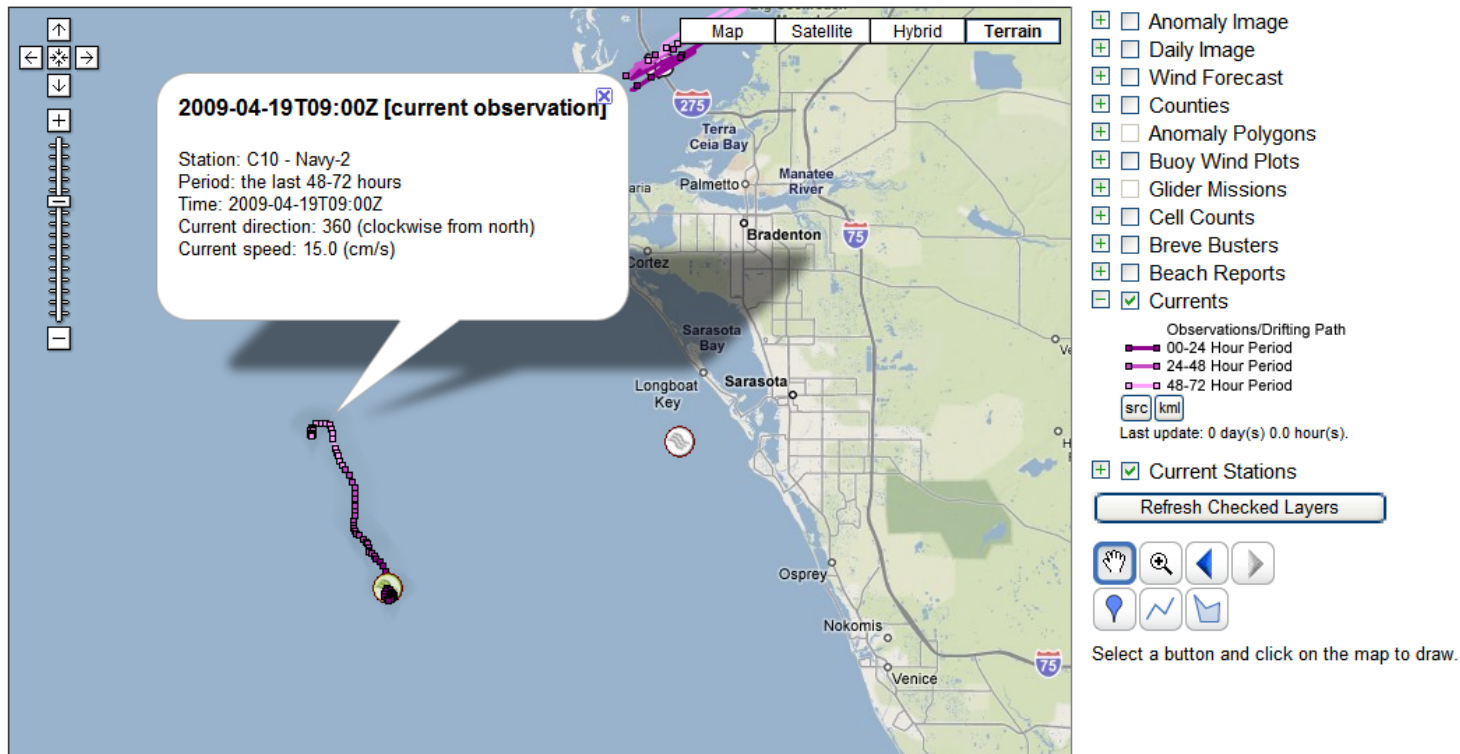 Map
Satellite
Hybrid
Terrain
2009-04-19T09:00Z [current observation]
Station: C10 - Navy-2
Period: the last 48-72 hours
Time: 2009-04-19T09:00Z
Current direction: 360 (clockwise from north)
Current speed: 15.0 (cm/s)
275
Terra
Ceia Bay
Manatee
River
aria
Palmetto
Bradenton
75
Cortez
Sarasota
Bay
Longboat
Key
Sarasota
Osprey
Nokomis
Venice
75
Anomaly Image
Daily Image
Wind Forecast
Counties
Anomaly Polygons
Buoy Wind Plots
Glider Missions
Cell Counts
Breve Busters
Beach Reports
Currents
Observations/Drifting Path
00-24 Hour Period
24-48 Hour Period
48-72 Hour Period
src kml
Last update: 0 day(s) 0.0 hour(s).
Current Stations
Refresh Checked Layers
Select a button and click on the map to draw.